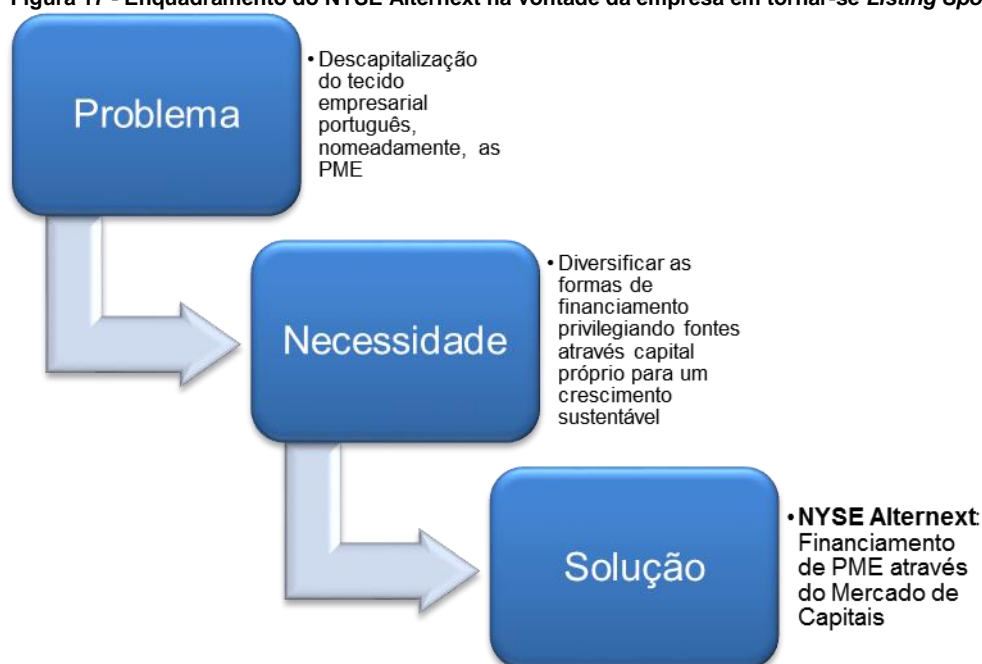 Figura 17 - Enquadramento do NYSE Alternext na vontade da empresa em tornar-se Listing Spo
Problema
• Descapitalização
do tecido
empresarial
português,
nomeadamente, as
PME
Necessidade
• Diversificar as
formas de
financiamento
privilegiando fontes
através capital
próprio para um
crescimento
sustentável
Solução
• NYSE Alternext:
Financiamento
de PME através
do Mercado de
Capitais